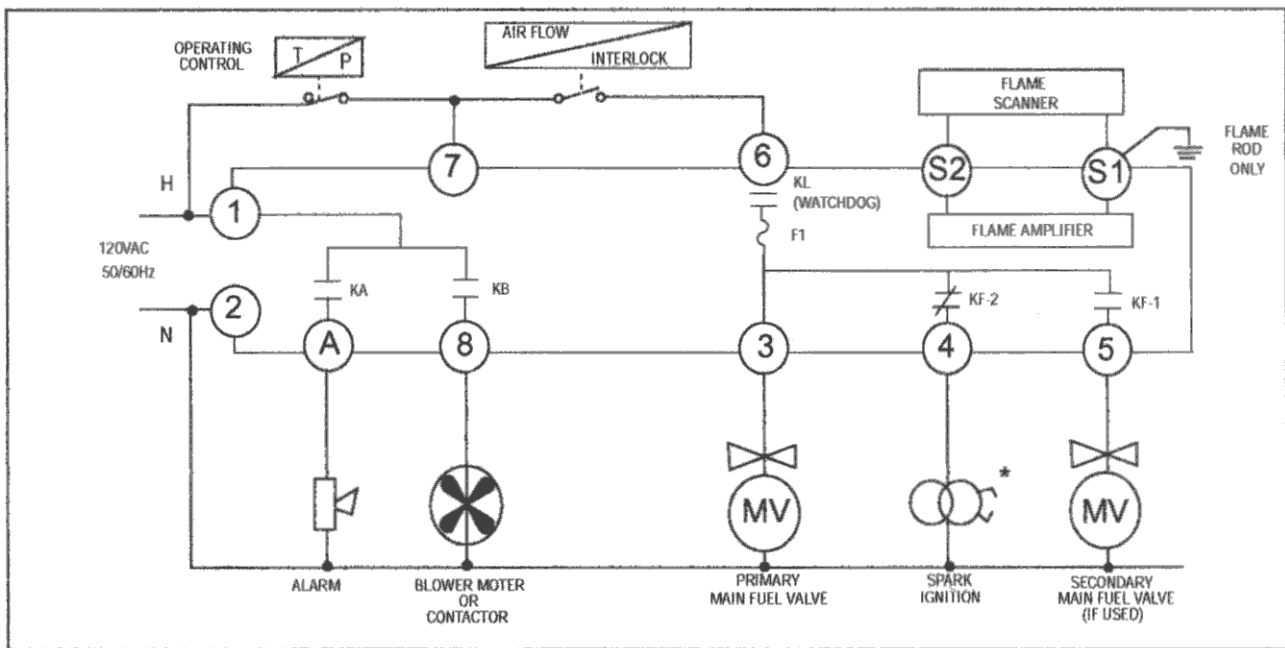 OPERATING
CONTROL
T
P
AIR FLOW
INTERLOCK
FLAME
SCANNER
FLAME
ROD
ONLY
7
6
S2
S1
H
1
KL
(WATCHDOG)
F1
FLAME AMPLIFIER
120VAC
50/60Hz
KA
KB
KF-2
KF-1
2
N
A
8
3
4
5
*
MV
MV
ALARM
BLOWER MOTER
OR
CONTACTOR
PRIMARY
MAIN FUEL VALVE
SPARK
IGNITION
SECONDARY
MAIN FUEL VALVE
(IF USED)